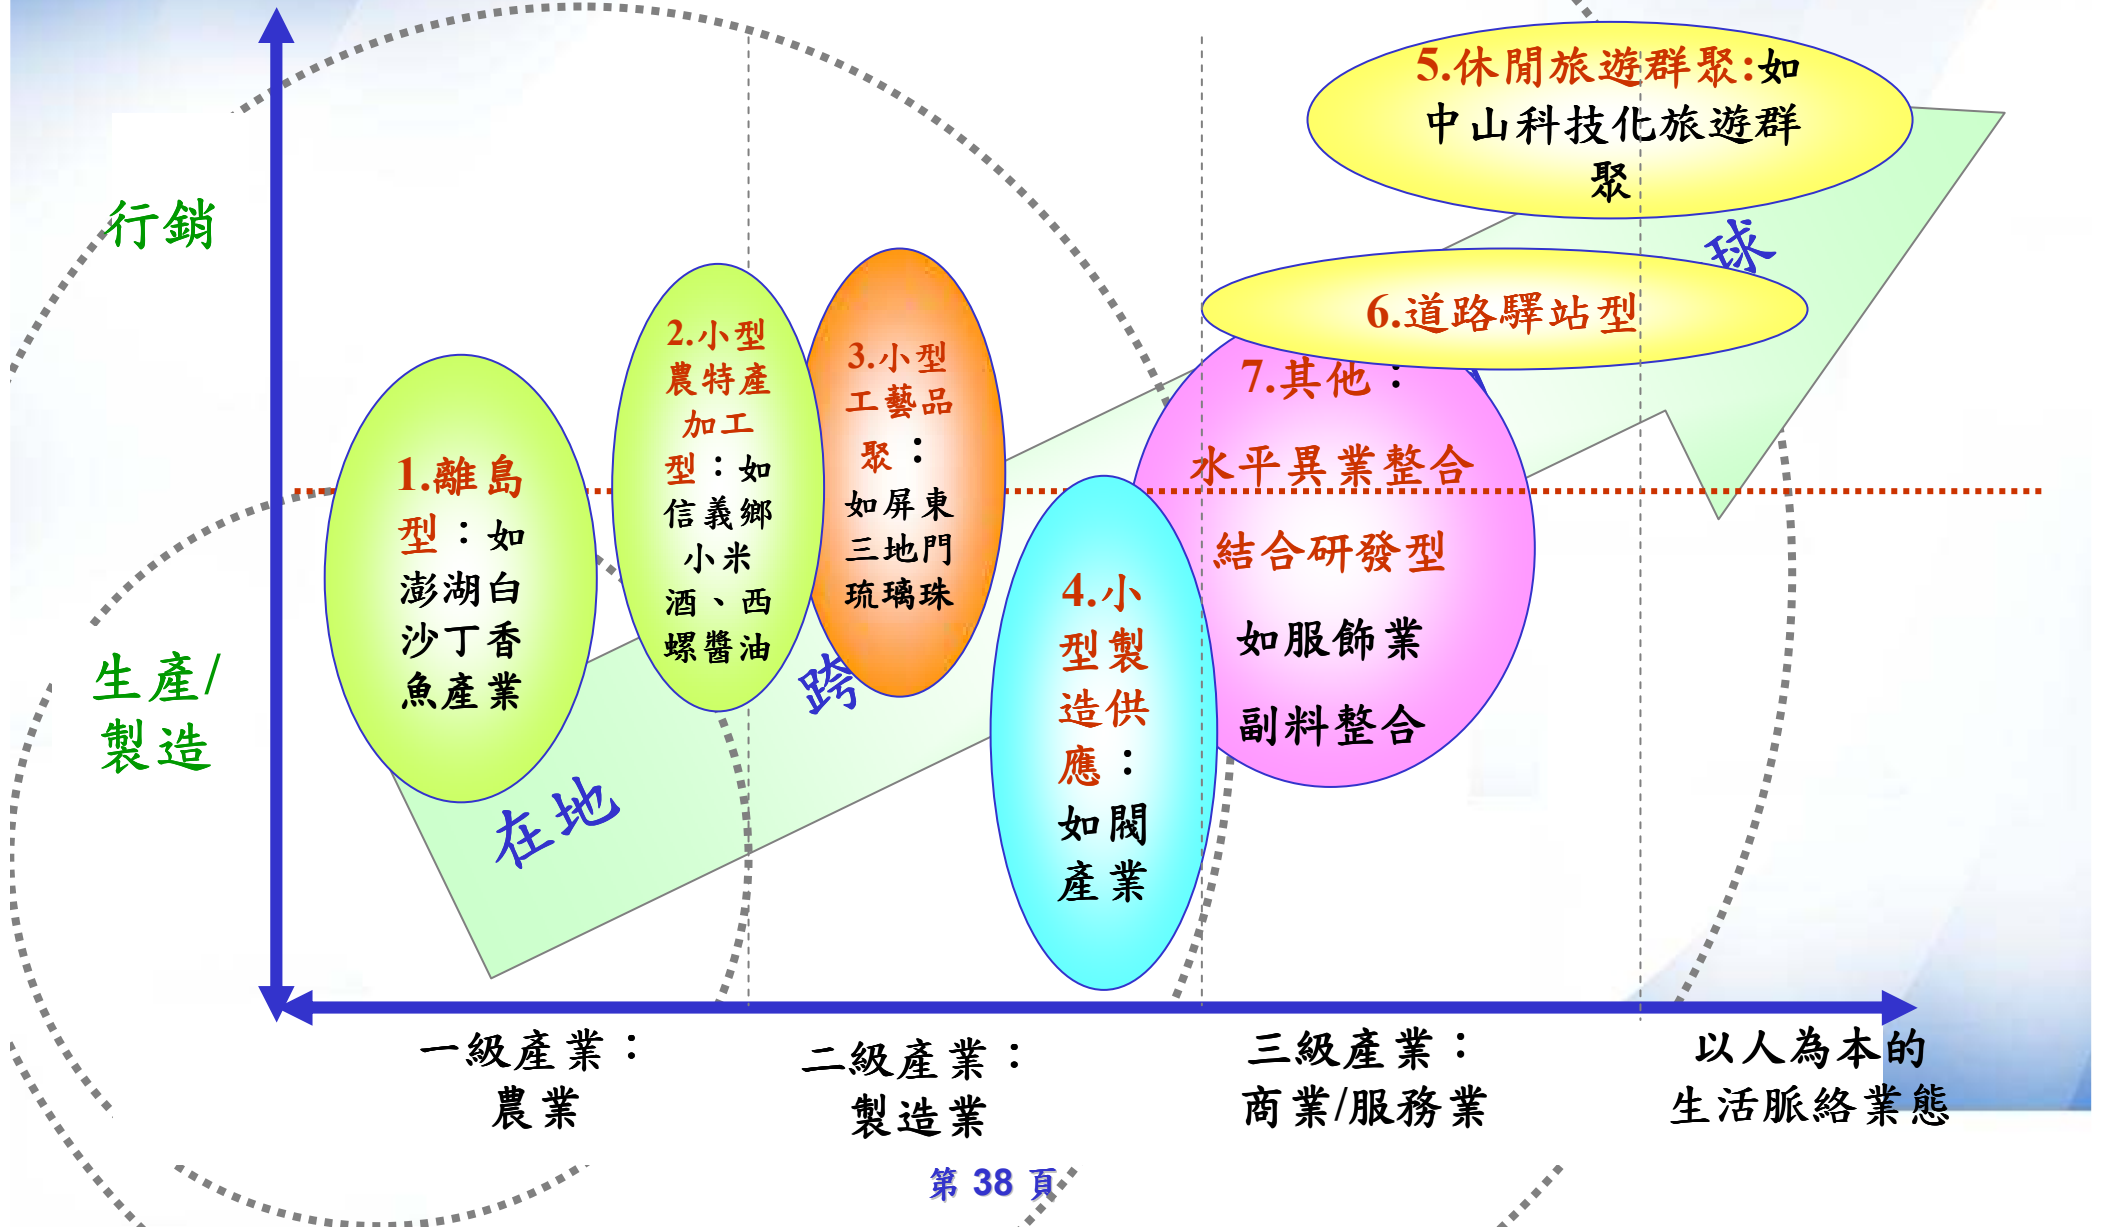 5.休閒旅遊群聚:如
中山科技化旅遊群
聚
行銷
球
6.道路驛站型
2.小型
農特產
加工
型：如
信義鄉
小米
酒、西
螺醬油
3.小型
工藝品
聚：
如屏東
三地門
琉璃珠
7.其他：
水平異業整合
結合研發型
如服飾業
副料整合
1.離島
型：如
澎湖白
沙丁香
魚產業
4.小
型製
造供
應：
如閥
產業
生產/
製造
跨
在地
一級產業：
農業
二級產業：
製造業
三級產業：
商業/服務業
以人為本的
生活脈絡業態
第 38 頁